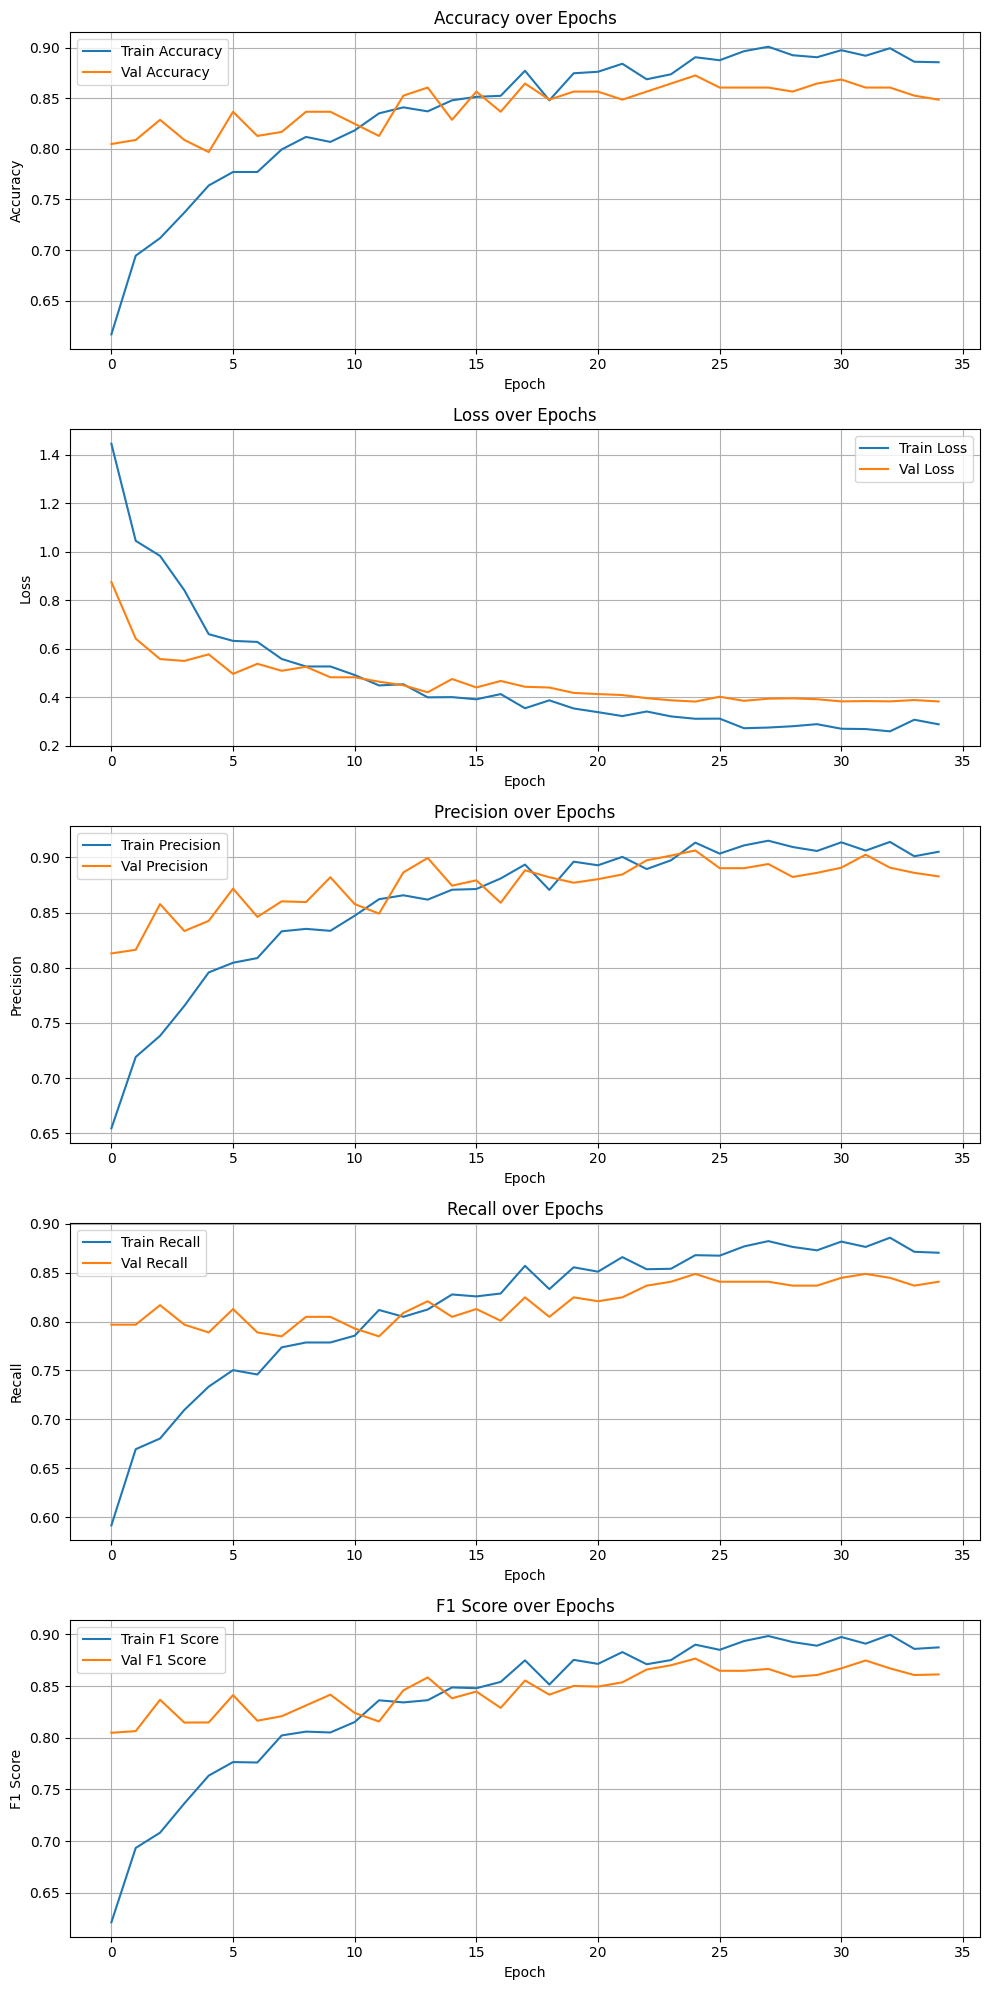 Accuracy over Epochs
Train Accuracy
Val Accuracy
Accuracy
0.90
0.85
0.80
0.75
0.70
0.65
0 5 10 15 20 25 30 35
Epoch
Loss over Epochs
Train Loss
Val Loss
Loss
1.4
1.2
1.0
0.8
0.6
0.4
0.2
0 5 10 15 20 25 30 35
Epoch
Precision over Epochs
Train Precision
Val Precision
Precision
0.90
0.85
0.80
0.75
0.70
0.65
0 5 10 15 20 25 30 35
Epoch
Recall over Epochs
Train Recall
Val Recall
Recall
0.90
0.85
0.80
0.75
0.70
0.65
0.60
0 5 10 15 20 25 30 35
Epoch
F1 Score over Epochs
Train F1 Score
Val F1 Score
F1 Score
0.90
0.85
0.80
0.75
0.70
0.65
0 5 10 15 20 25 30 35
Epoch